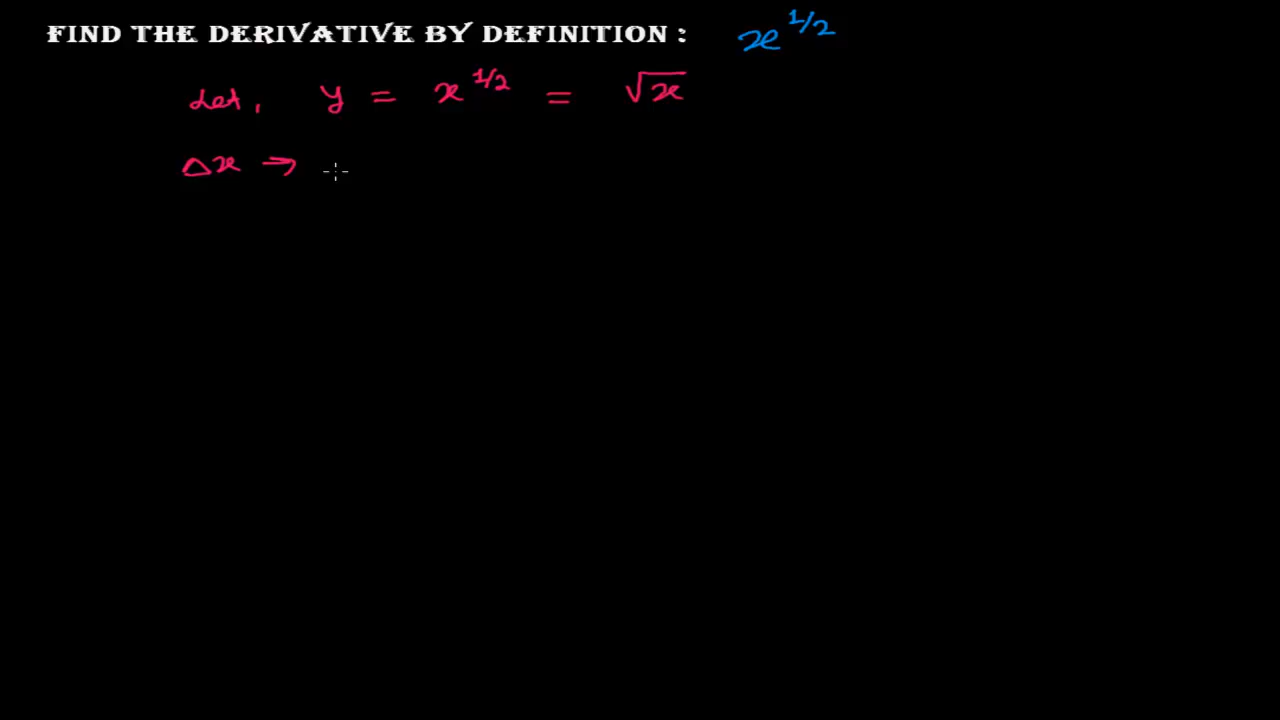 FIND THE DERIVATIVE BY DEFINITION : x^{1/2}
Let, y = x^{1/2} = √x
Δx →